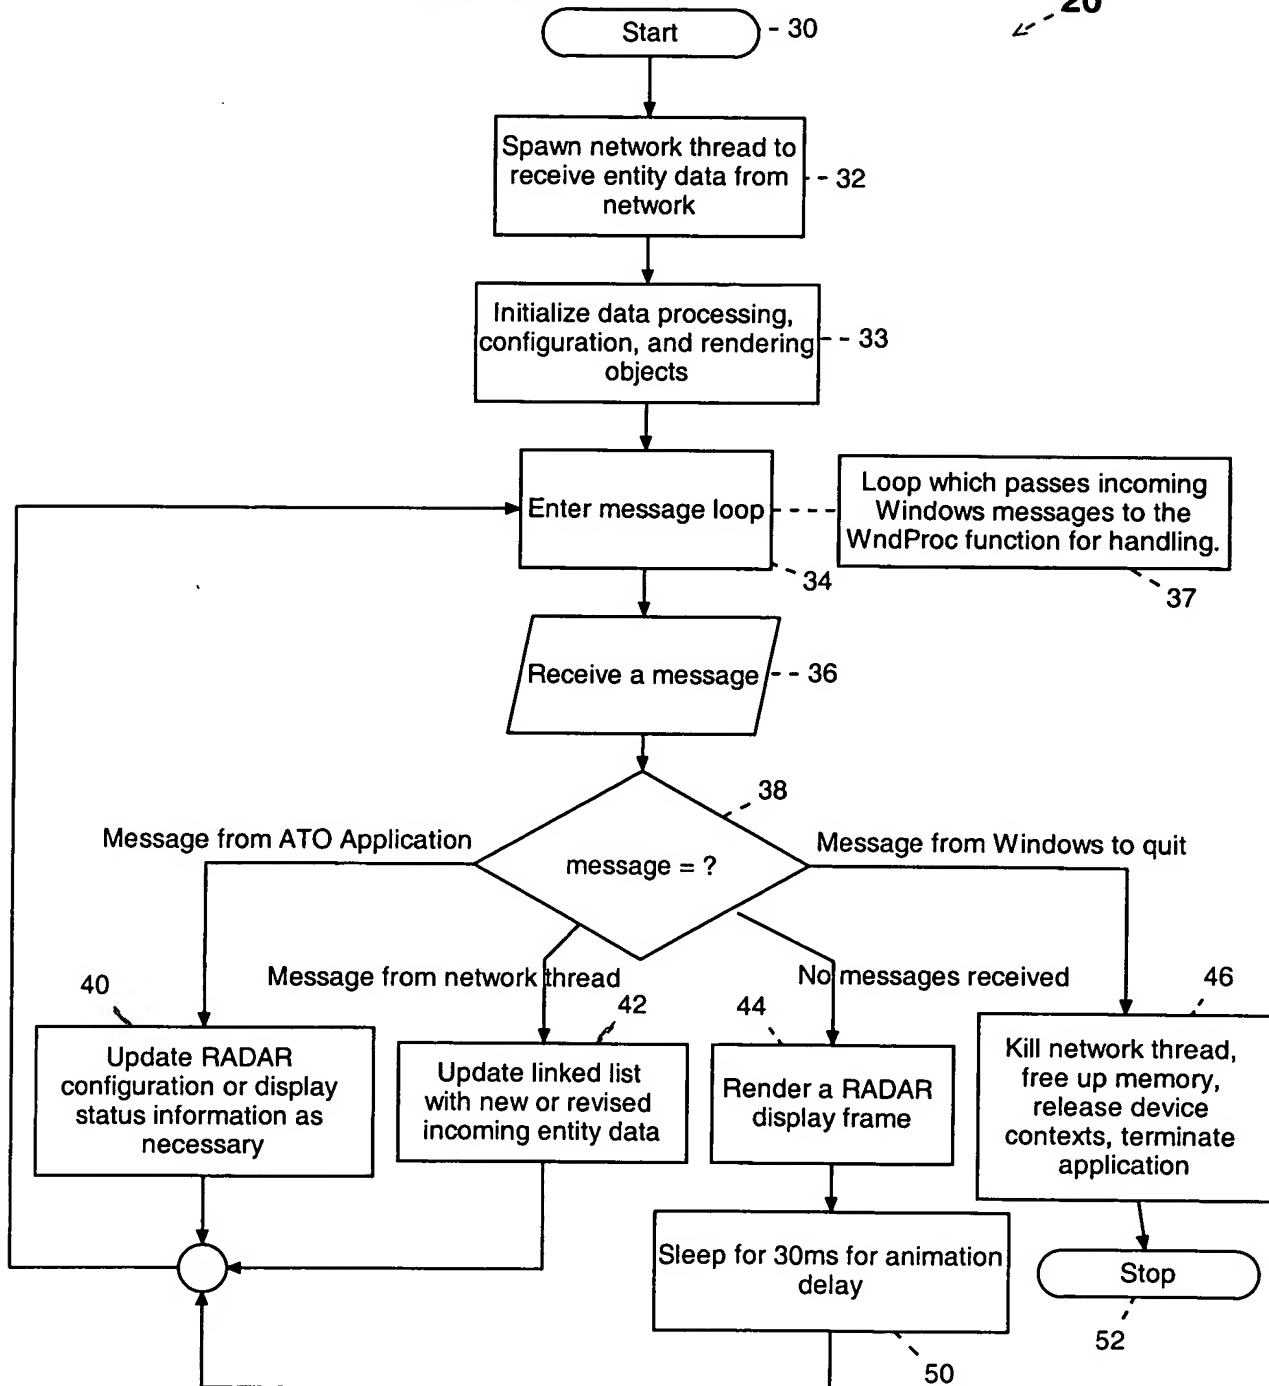 20
Start
30
Spawn network thread to
receive entity data from
network
32
Initialize data processing,
configuration, and rendering
objects
33
Enter message loop
34
Loop which passes incoming
Windows messages to the
WndProc function for handling.
37
Receive a message
36
38
message = ?
Message from ATO Application
Message from Windows to quit
Message from network thread
No messages received
40
Update RADAR
configuration or display
status information as
necessary
42
Update linked list
with new or revised
incoming entity data
44
Render a RADAR
display frame
46
Kill network thread,
free up memory,
release device
contexts, terminate
application
Sleep for 30ms for animation
delay
50
Stop
52